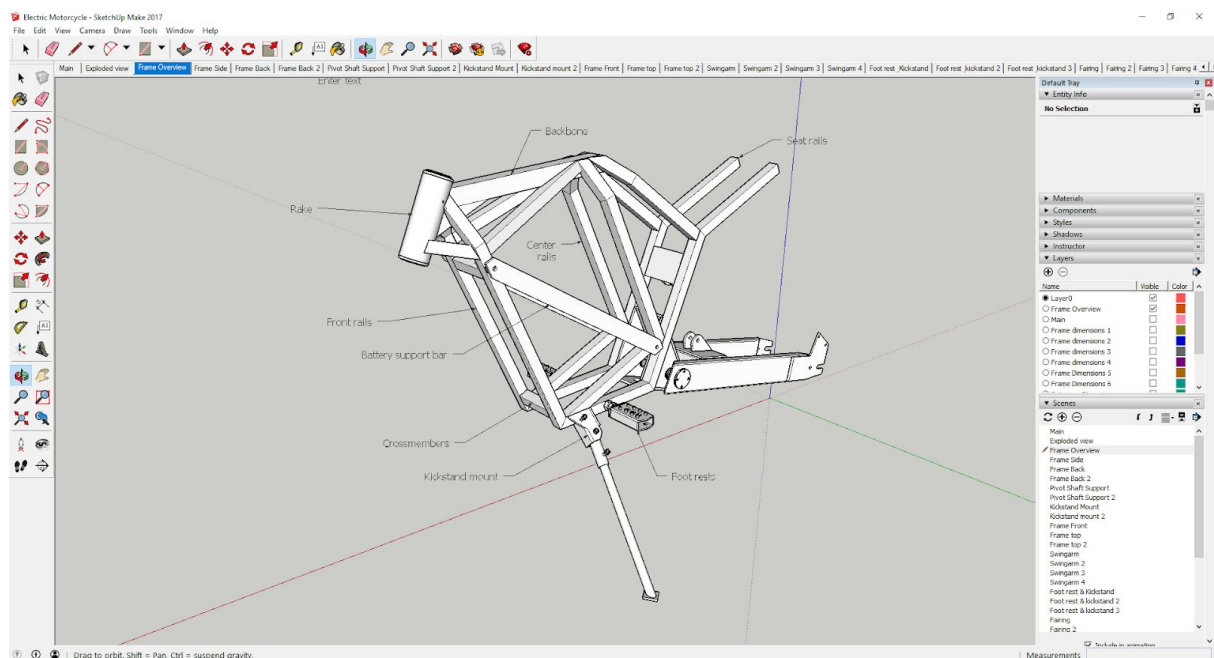 Electric Motorcycle - SketchUp Make 2017
File Edit View Camera Draw Tools Window Help
Main | Exploded view | Frame Overview | Frame Side | Frame Back | Frame Back 2 | Pivot Shaft Support | Pivot Shaft Support 2 | Kickstand Mount | Kickstand mount 2 | Frame Front | Frame top | Frame top 2 | Swingarm | Swingarm 2 | Swingarm 3 | Swingarm 4 | Foot rest &Kickstand | Foot rest &kickstand 2 | Foot rest &kickstand 3 | Fairing | Fairing 2 | Fairing 3 | Fairing 4
Enter text
Backbone
Seat rails
Rake
Center
rails
Front rails
Battery support bar
Crossmembers
Kickstand mount
Foot rests
Default Tray
Entity Info
No Selection
Materials
Components
Styles
Shadows
Instructor
Layers
Name Visible Color
Layer0
Frame Overview
Main
Frame dimensions 1
Frame dimensions 2
Frame dimensions 3
Frame dimensions 4
Frame Dimensions 5
Frame Dimensions 6
Scenes
Main
Exploded view
Frame Overview
Frame Side
Frame Back
Frame Back 2
Pivot Shaft Support
Pivot Shaft Support 2
Kickstand Mount
Kickstand mount 2
Frame Front
Frame top
Frame top 2
Swingarm
Swingarm 2
Swingarm 3
Swingarm 4
Foot rest &Kickstand
Foot rest & kickstand 2
Foot rest & kickstand 3
Fairing
Fairing 2
Include in animation
Drag to orbit. Shift = Pan, Ctrl = suspend gravity.
Measurements